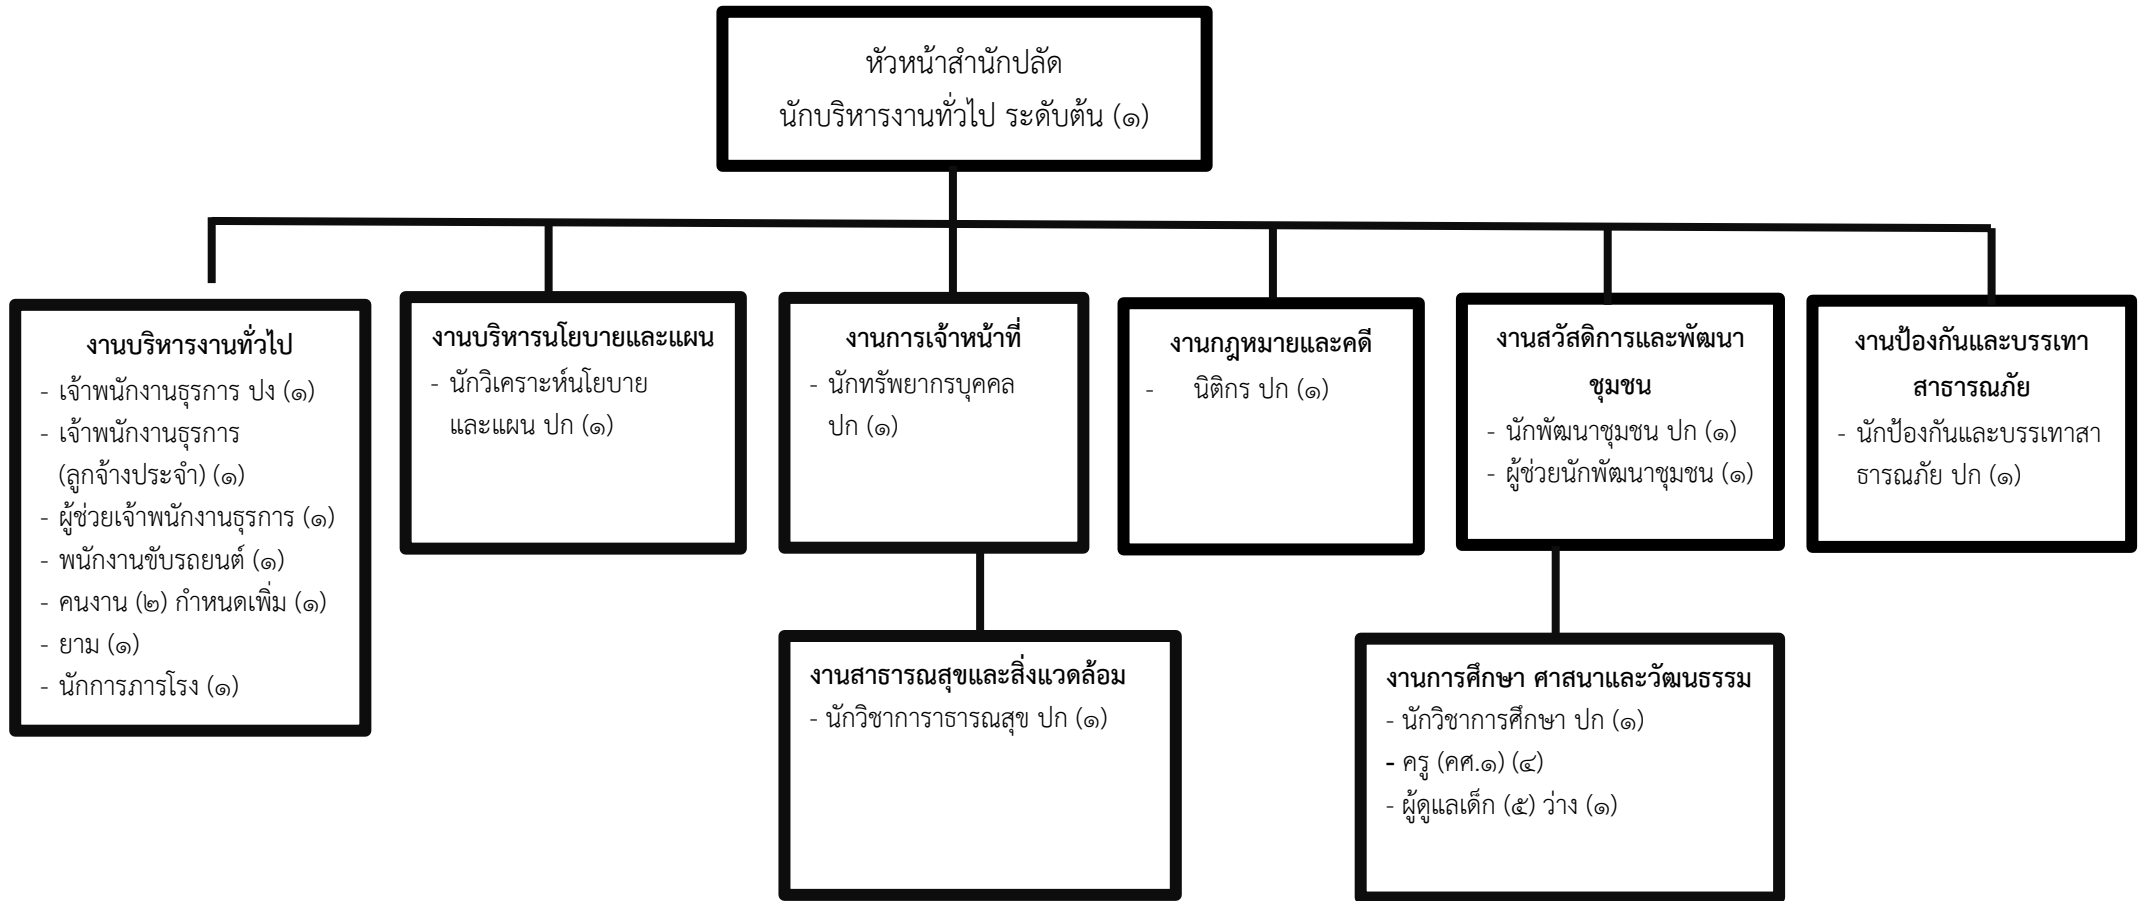 หัวหน้าสำนักปลัด
นักบริหารงานทั่วไป ระดับต้น (๑)
งานบริหารงานทั่วไป
- เจ้าพนักงานธุรการ ปง (๑)
- เจ้าพนักงานธุรการ
(ลูกจ้างประจำ) (๑)
- ผู้ช่วยเจ้าพนักงานธุรการ (๑)
- พนักงานขับรถยนต์ (๑)
- คนงาน (๒) กำหนดเพิ่ม (๑)
- ยาม (๑)
- นักการภารโรง (๑)
งานบริหารนโยบายและแผน
- นักวิเคราะห์นโยบาย
และแผน ปก (๑)
งานการเจ้าหน้าที่
- นักทรัพยากรบุคคล
ปก (๑)
งานกฎหมายและคดี
- นิติกร ปก (๑)
งานสวัสดิการและพัฒนา
ชุมชน
- นักพัฒนาชุมชน ปก (๑)
- ผู้ช่วยนักพัฒนาชุมชน (๑)
งานป้องกันและบรรเทา
สาธารณภัย
- นักป้องกันและบรรเทาสา
ธารณภัย ปก (๑)
งานสาธารณสุขและสิ่งแวดล้อม
- นักวิชาการาธารณสุข ปก (๑)
งานการศึกษา ศาสนาและวัฒนธรรม
- นักวิชาการศึกษา ปก (๑)
- ครู (คศ.๑) (๔)
- ผู้ดูแลเด็ก (๕) ว่าง (๑)